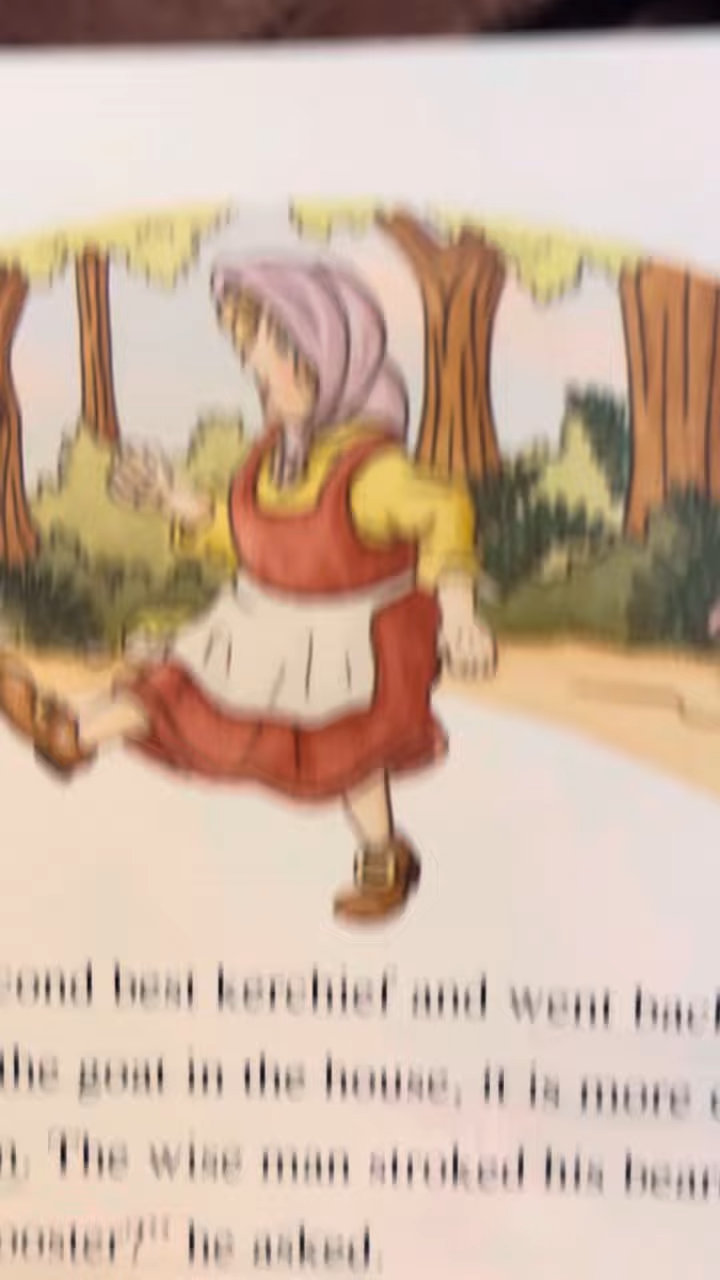 cond best kerchief and went back
the goat in the house, it is more
n. The wise man stroked his bear
ooster?" he asked.